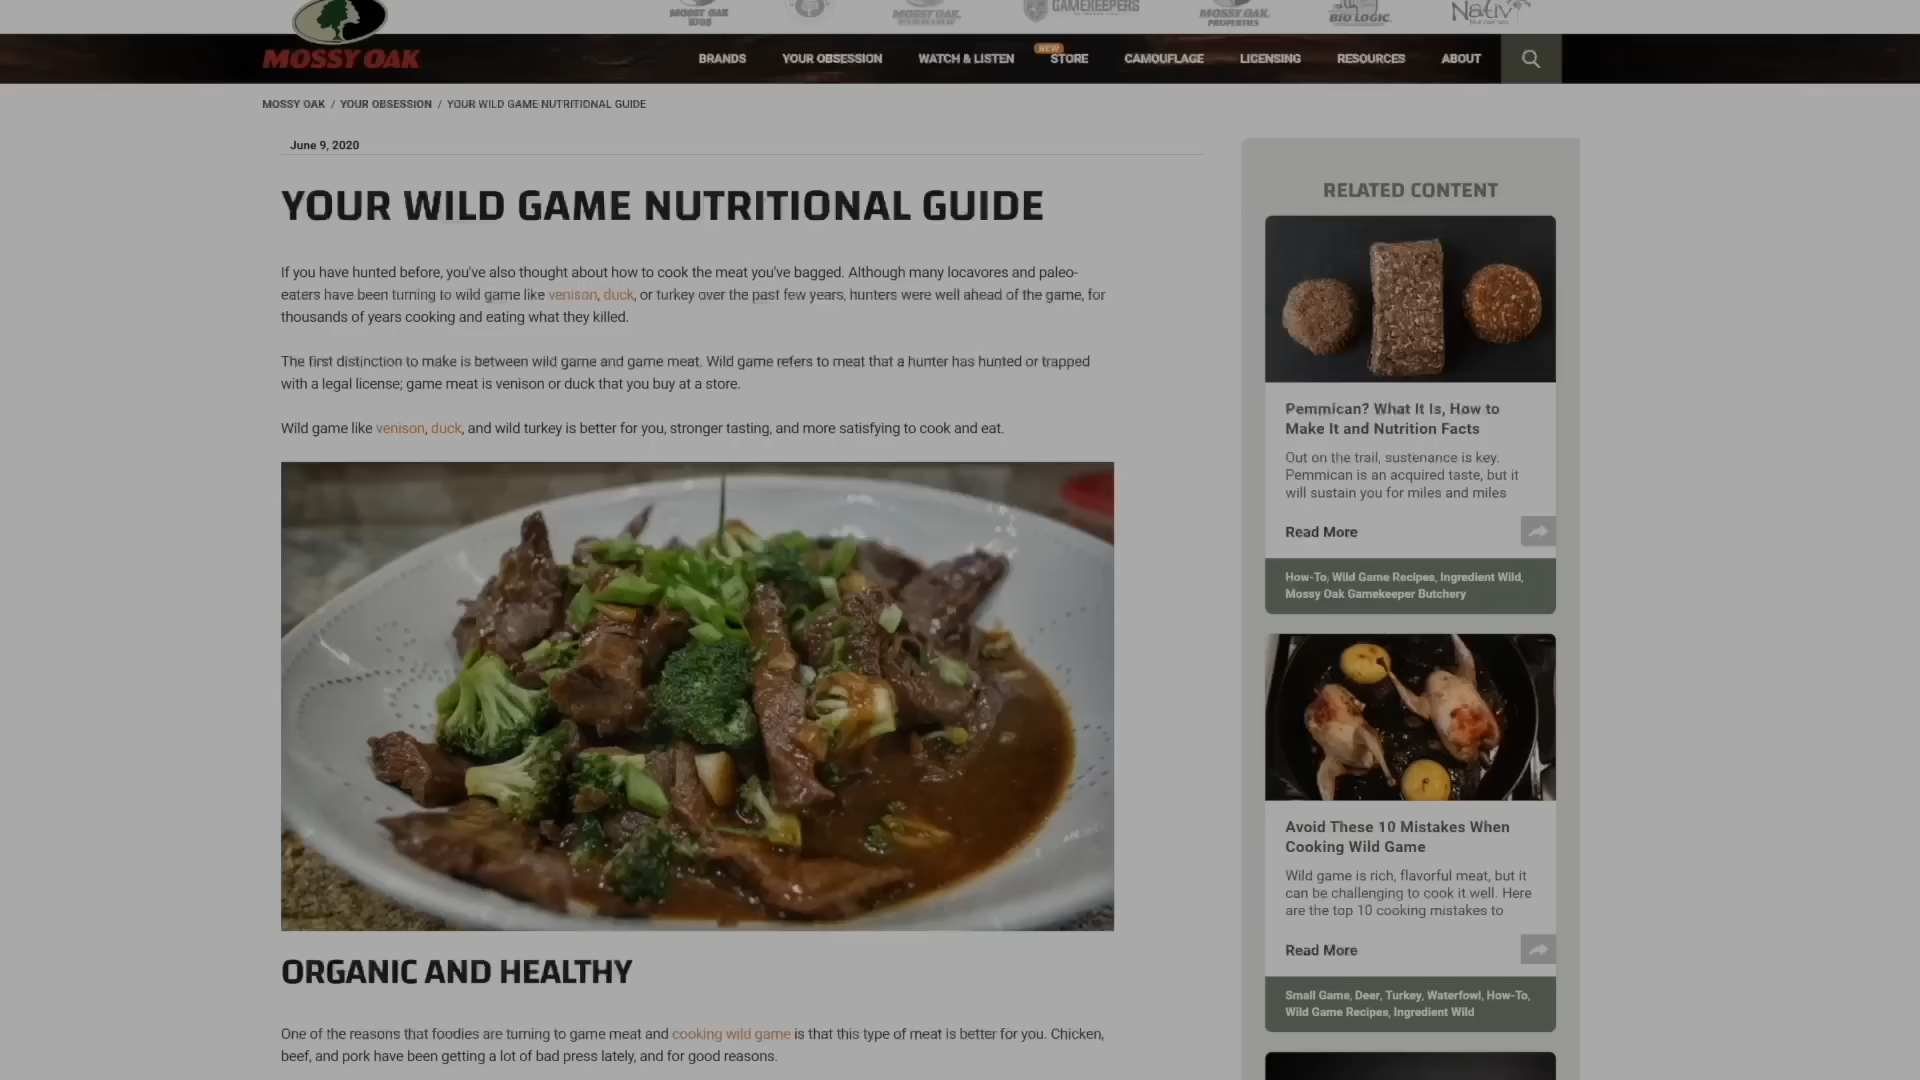 MOSSY OAK
GAMEKEEPERS
MOSSY OAK
PROPERTIES
BIOLOGIC
Nativ
MOSSY OAK
BRANDS
YOUR OBSESSION
WATCH & LISTEN
NEW
STORE
CAMOUFLAGE
LICENSING
RESOURCES
ABOUT
MOSSY OAK / YOUR OBSESSION / YOUR WILD GAME NUTRITIONAL GUIDE
June 9, 2020
YOUR WILD GAME NUTRITIONAL GUIDE
If you have hunted before, you've also thought about how to cook the meat you've bagged. Although many locavores and paleo-
eaters have been turning to wild game like venison, duck, or turkey over the past few years, hunters were well ahead of the game, for
thousands of years cooking and eating what they killed.
The first distinction to make is between wild game and game meat. Wild game refers to meat that a hunter has hunted or trapped
with a legal license; game meat is venison or duck that you buy at a store.
Wild game like venison, duck, and wild turkey is better for you, stronger tasting, and more satisfying to cook and eat.
ORGANIC AND HEALTHY
One of the reasons that foodies are turning to game meat and cooking wild game is that this type of meat is better for you. Chicken,
beef, and pork have been getting a lot of bad press lately, and for good reasons.
RELATED CONTENT
Pemmican? What It Is, How to
Make It and Nutrition Facts
Out on the trail, sustenance is key.
Pemmican is an acquired taste, but it
will sustain you for miles and miles
Read More
How-To, Wild Game Recipes, Ingredient Wild,
Mossy Oak Gamekeeper Butchery
Avoid These 10 Mistakes When
Cooking Wild Game
Wild game is rich, flavorful meat, but it
can be challenging to cook it well. Here
are the top 10 cooking mistakes to
Read More
Small Game, Deer, Turkey, Waterfowl, How-To,
Wild Game Recipes, Ingredient Wild